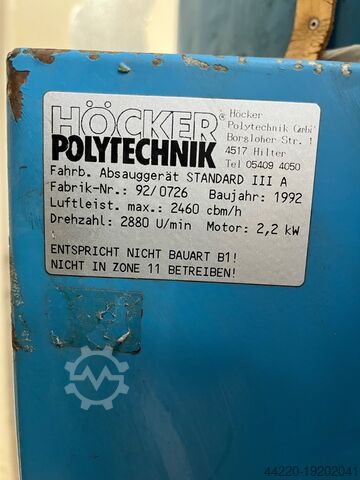 HÖCKER
POLYTECHNIK
® Höcker
Polytechnik GmbH
Borgloher Str. 1
4517 Hilter
Tel 05409 4050
Fahrb. Absauggerät STANDARD III A
Fabrik-Nr.: 92/0726 Baujahr: 1992
Luftleist. max.: 2460 cbm/h
Drehzahl: 2880 U/min Motor: 2,2 kW
ENTSPRICHT NICHT BAUART B1!
NICHT IN ZONE 11 BETREIBEN!
44220-19202041